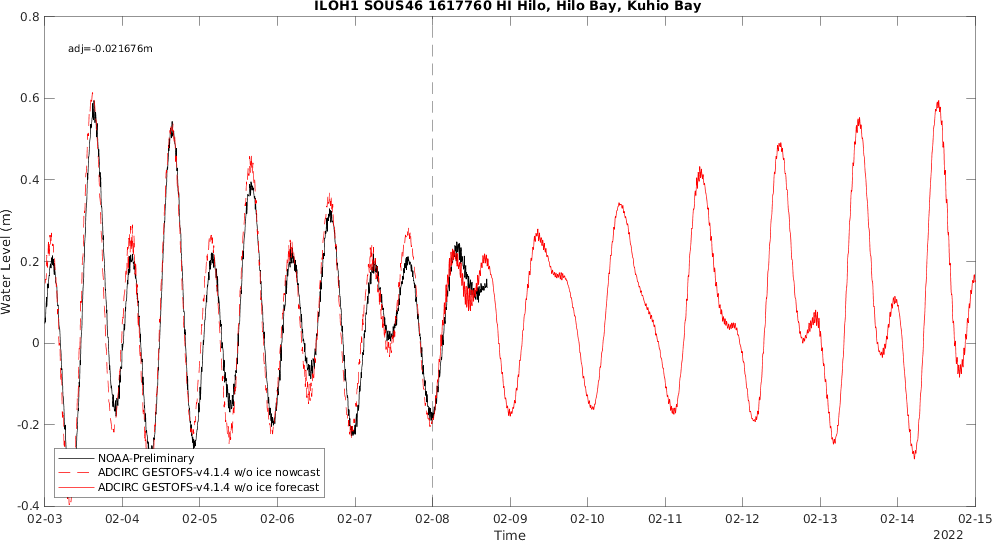 ILOH1 SOUS46 1617760 HI Hilo, Hilo Bay, Kuhio Bay
adj=-0.021676m
Water Level (m)
0.8
0.6
0.4
0.2
0
-0.2
-0.4
NOAA-Preliminary
ADCIRC GESTOFS-v4.1.4 w/o ice nowcast
ADCIRC GESTOFS-v4.1.4 w/o ice forecast
02-03 02-04 02-05 02-06 02-07 02-08 02-09 02-10 02-11 02-12 02-13 02-14 02-15
Time
2022